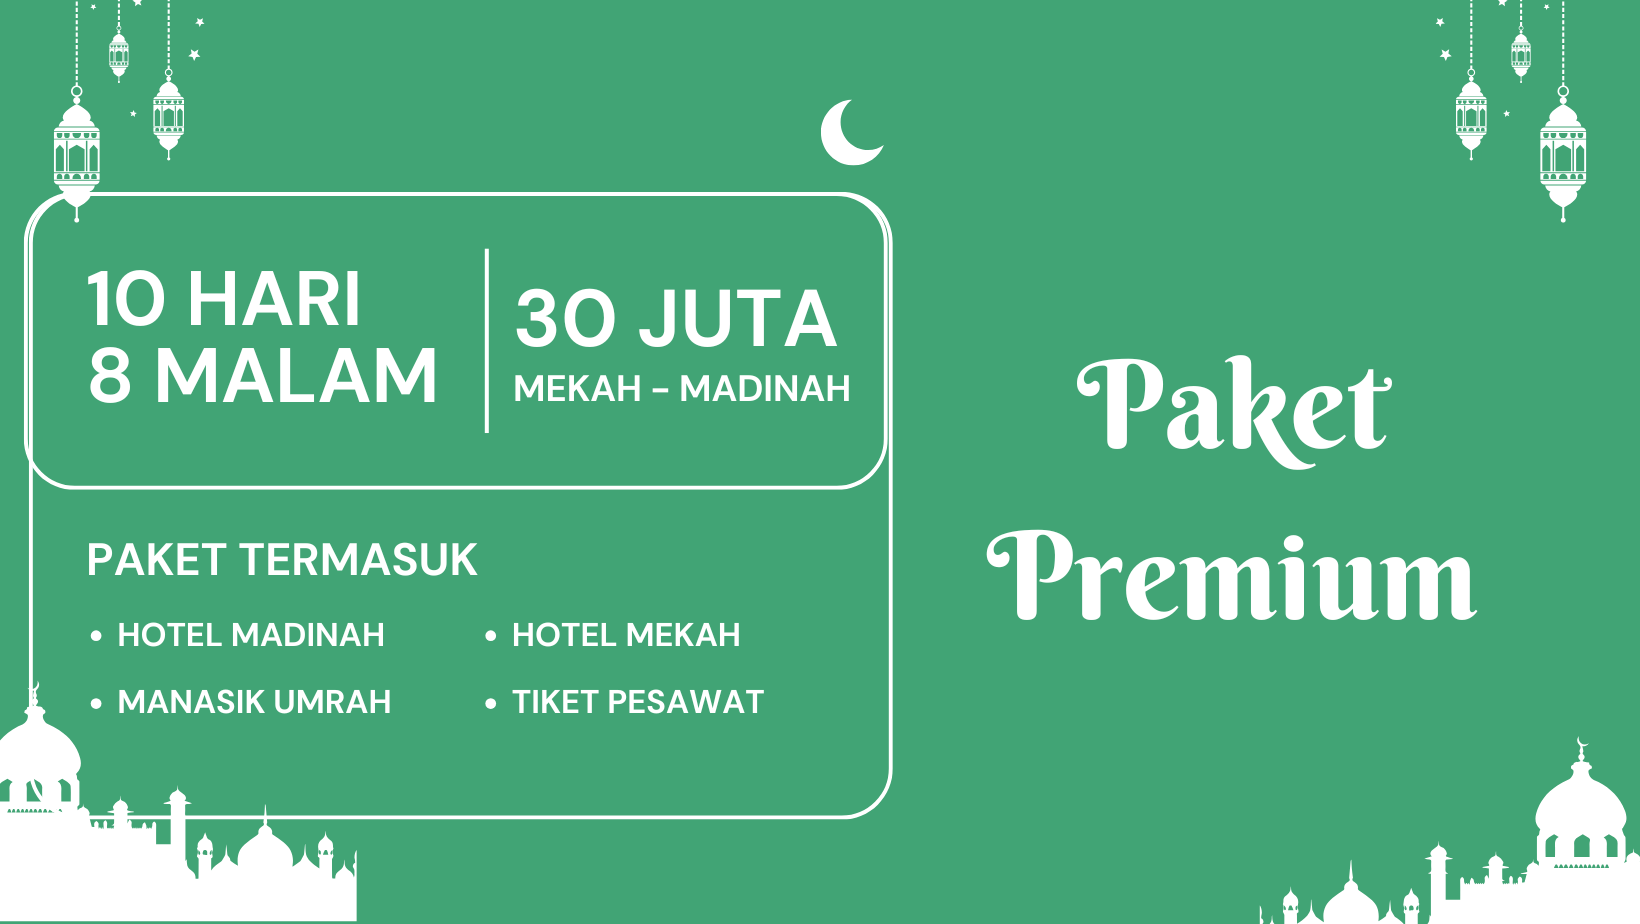 10 HARI
8 MALAM
30 JUTA
MEKAH – MADINAH
PAKET TERMASUK
• HOTEL MADINAH
• HOTEL MEKAH
• MANASIK UMRAH
• TIKET PESAWAT
Paket
Premium